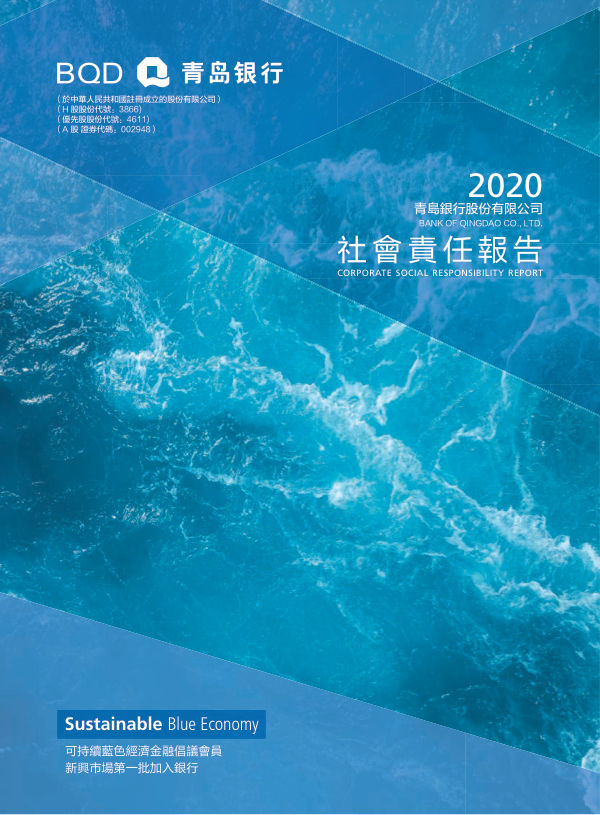 BQD 青岛银行
（於中華人民共和國註冊成立的股份有限公司）
（H 股股份代號：3866）
（優先股股份代號：4611）
（A 股 證券代碼：002948）
2020
青島銀行股份有限公司
BANK OF QINGDAO CO., LTD.
社會責任報告
CORPORATE SOCIAL RESPONSIBILITY REPORT
Sustainable Blue Economy
可持續藍色經濟金融倡議會員
新興市場第一批加入銀行